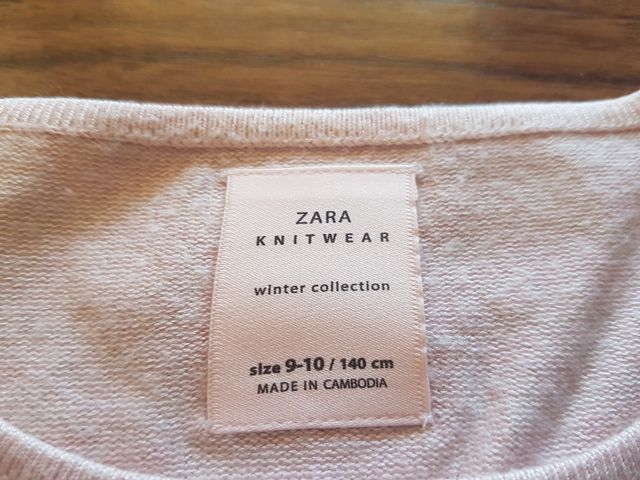 ZARA
KNITWEAR
winter collection
size 9-10 / 140 cm
MADE IN CAMBODIA